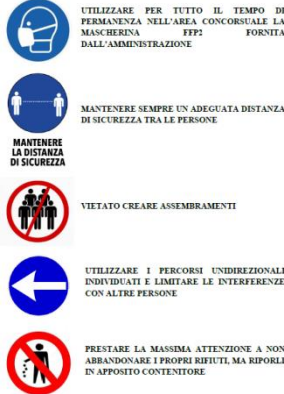 UTILIZZARE PER TUTTO IL TEMPO DI
PERMANENZA NELL'AREA CONCORSUALE LA
MASCHERINA FFP2 FORNITA
DALL'AMMINISTRAZIONE
MANTENERE SEMPRE UN ADEGUATA DISTANZA
DI SICUREZZA TRA LE PERSONE
MANTENERE
LA DISTANZA
DI SICUREZZA
VIETATO CREARE ASSEMBRAMENTI
UTILIZZARE I PERCORSI UNIDIREZIONALI
INDIVIDUATI E LIMITARE LE INTERFERENZE
CON ALTRE PERSONE
PRESTARE LA MASSIMA ATTENZIONE A NON
ABBANDONARE I PROPRI RIFIUTI, MA RIPORLI
IN APPOSITO CONTENITORE